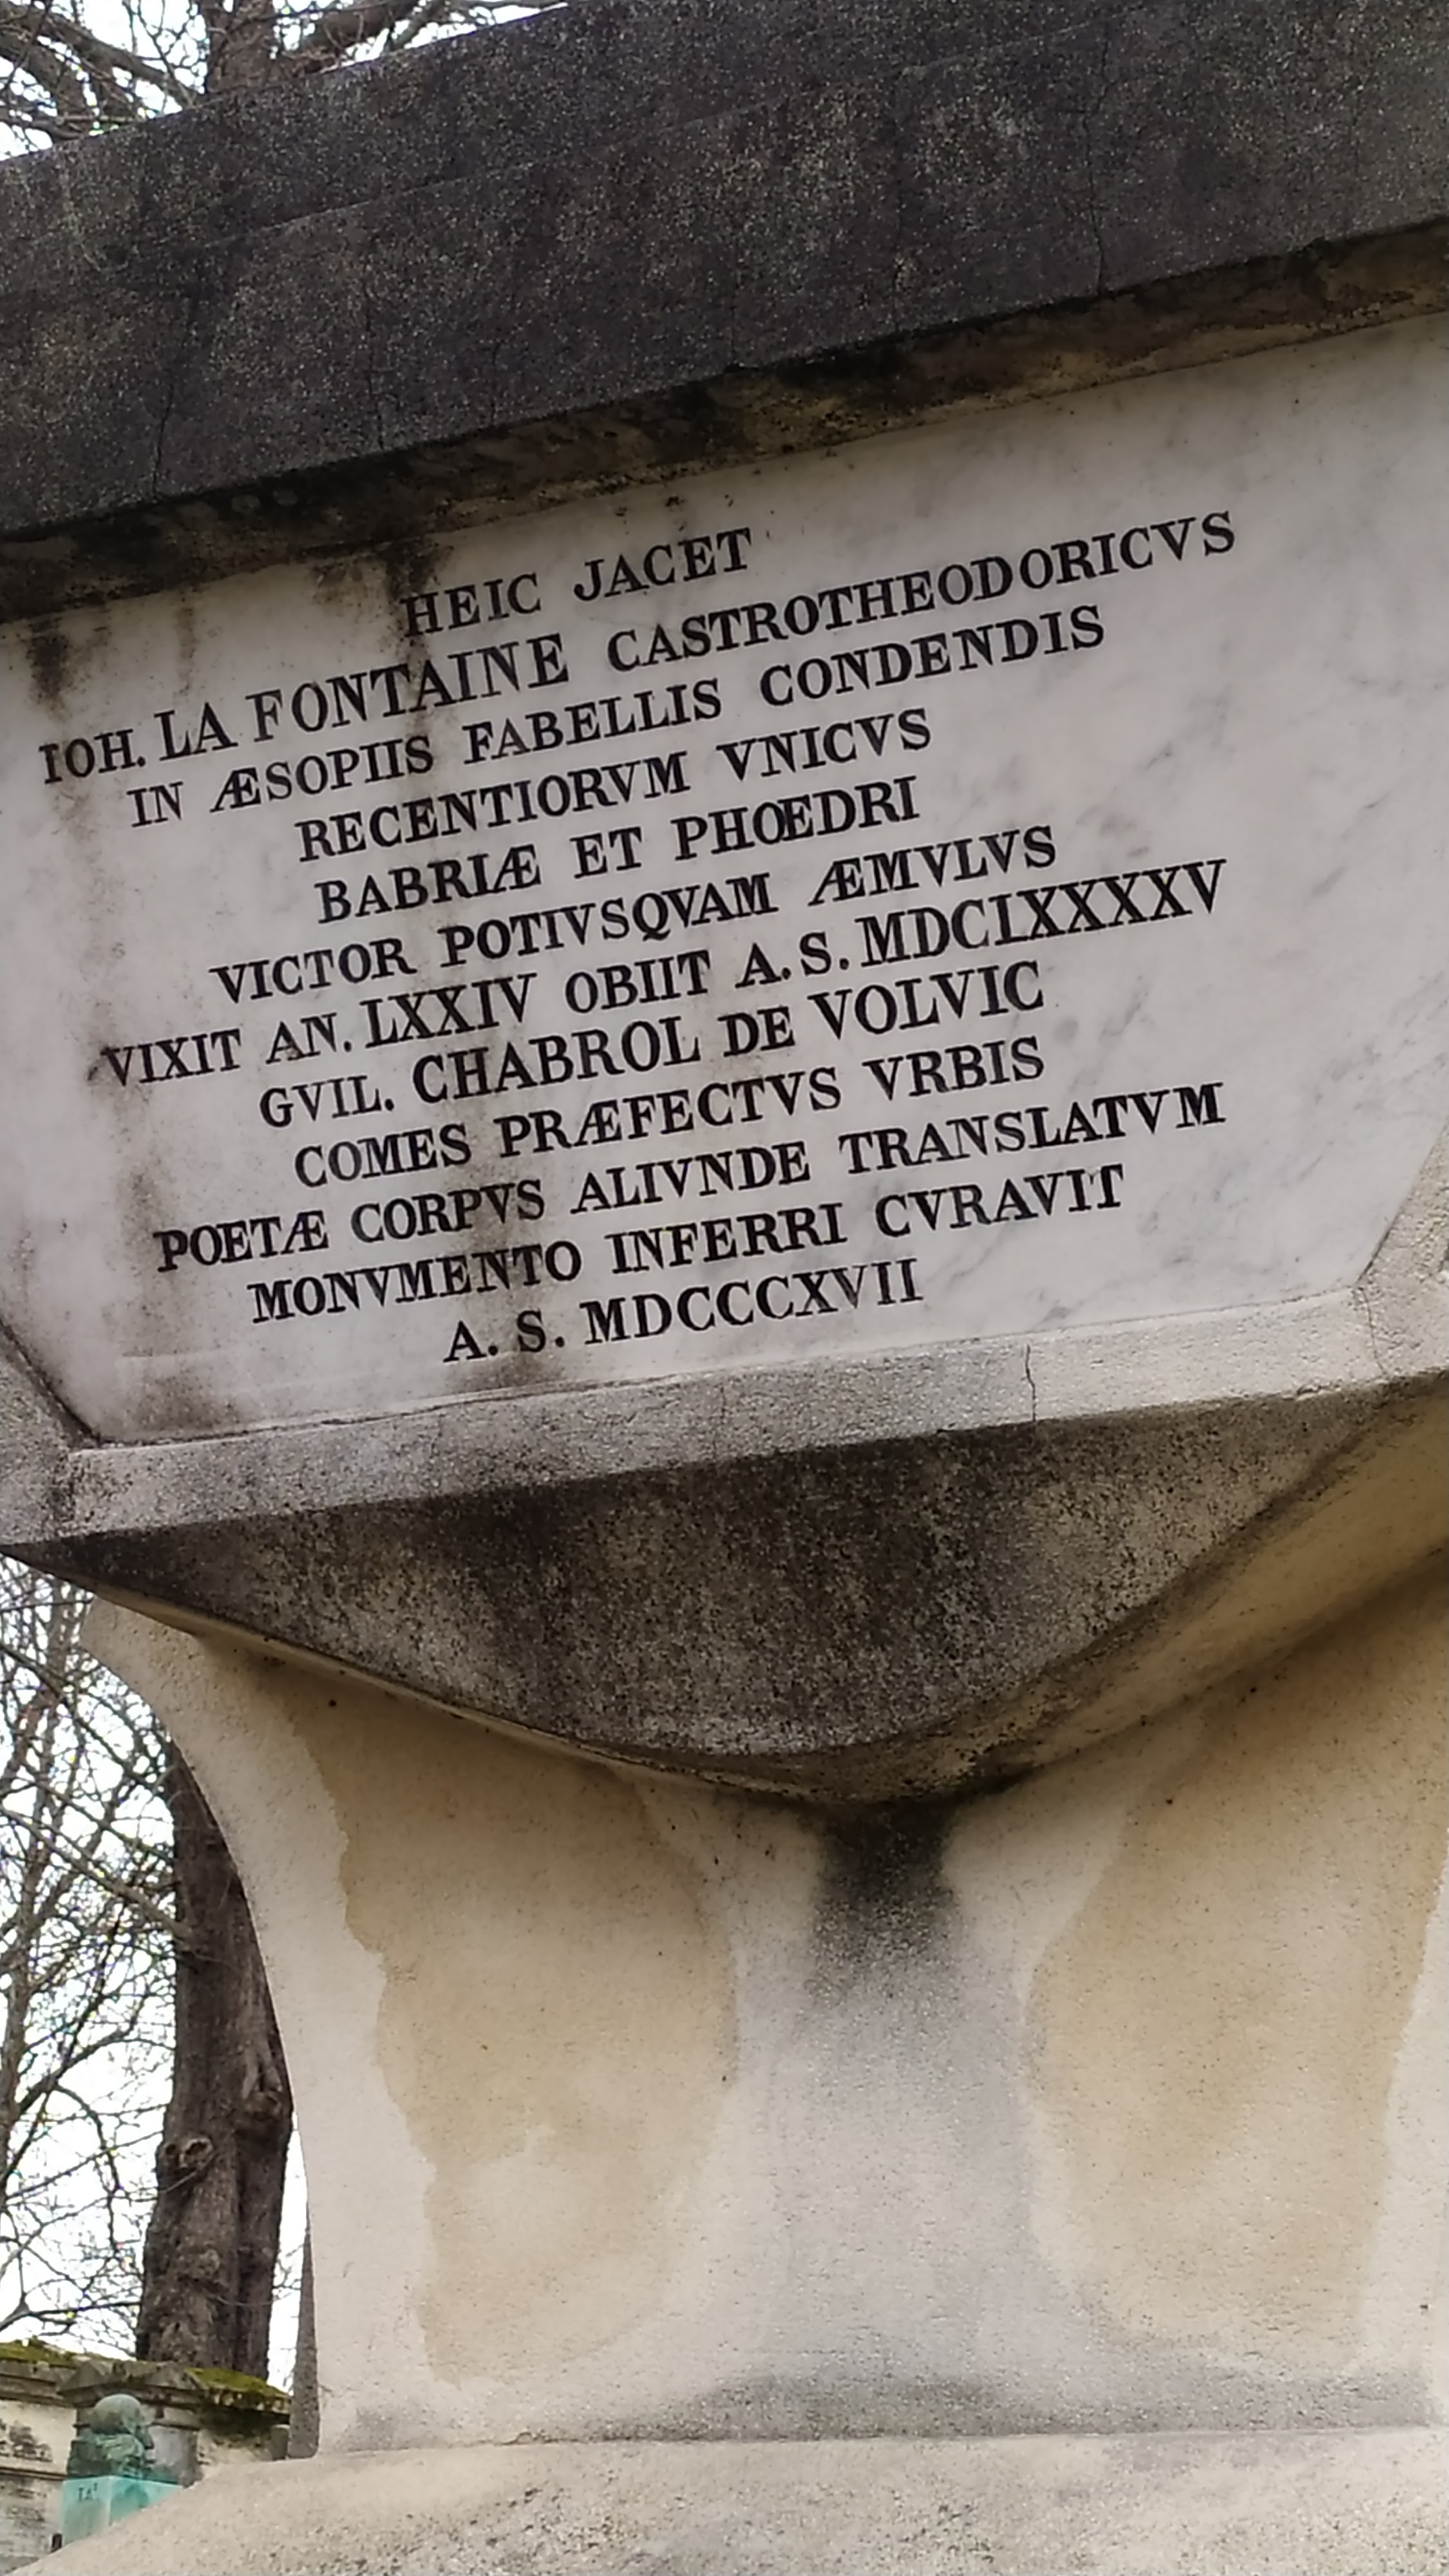 HEIC JACET
IOH. LA FONTAINE CASTROTHEODORICVS
IN ÆSOPIIS FABELLIS CONDENDIS
RECENTIORVM VNICVS
BABRIÆ ET PHŒDRI
VICTOR POTIVSQVAM ÆMVLVS
VIXIT AN. LXXIV OBIIT A. S. MDCLXXXXV
GVIL. CHABROL DE VOLVIC
COMES PRÆFECTVS VRBIS
POETÆ CORPVS ALIVNDE TRANSLATVM
MONVMENTO INFERRI CVRAVIT
A. S. MDCCCXVII